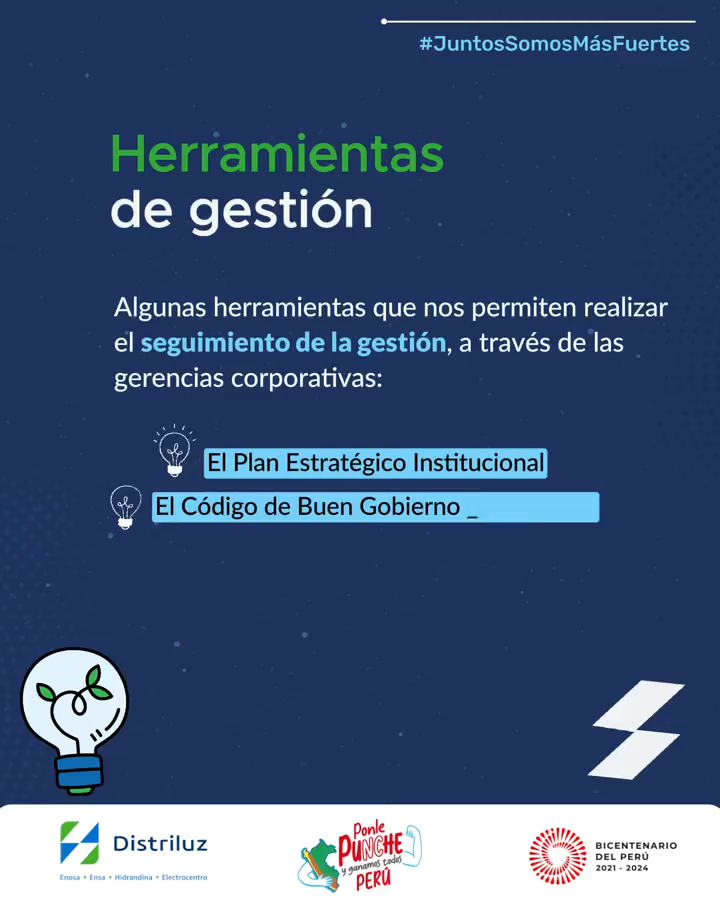 #JuntosSomosMásFuertes
Herramientas
de gestión
Algunas herramientas que nos permiten realizar
el seguimiento de la gestión, a través de las
gerencias corporativas:
El Plan Estratégico Institucional
El Código de Buen Gobierno _
Distriluz
Enosa • Ensa • Hidrandina • Electrocentro
Ponle
PUNCHE
y ganamos todos
PERÚ
BICENTENARIO
DEL PERÚ
2021 - 2024